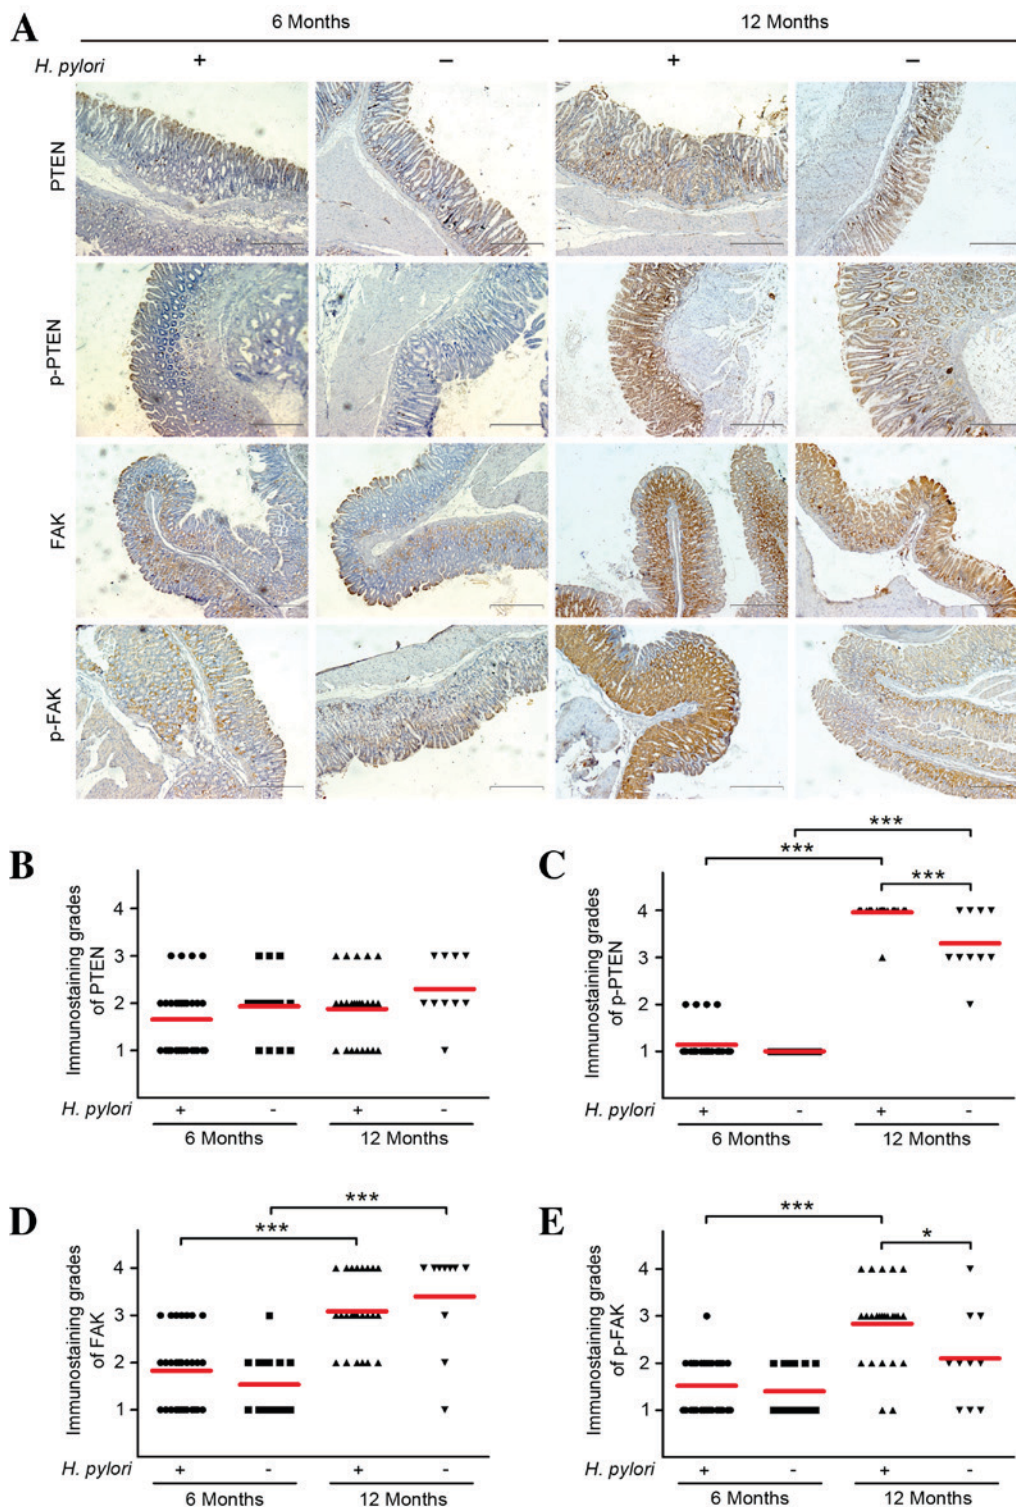 A
6 Months
12 Months
H. pylori
+
−
+
−
PTEN
p-PTEN
FAK
p-FAK
B
Immunostaining grades
of PTEN
4
3
2
1
H. pylori
+
-
+
-
6 Months
12 Months
C
***
***
***
Immunostaining grades
of p-PTEN
4
3
2
1
H. pylori
+
-
+
-
6 Months
12 Months
D
***
***
Immunostaining grades
of FAK
4
3
2
1
H. pylori
+
-
+
-
6 Months
12 Months
E
***
*
Immunostaining grades
of p-FAK
4
3
2
1
H. pylori
+
-
+
-
6 Months
12 Months